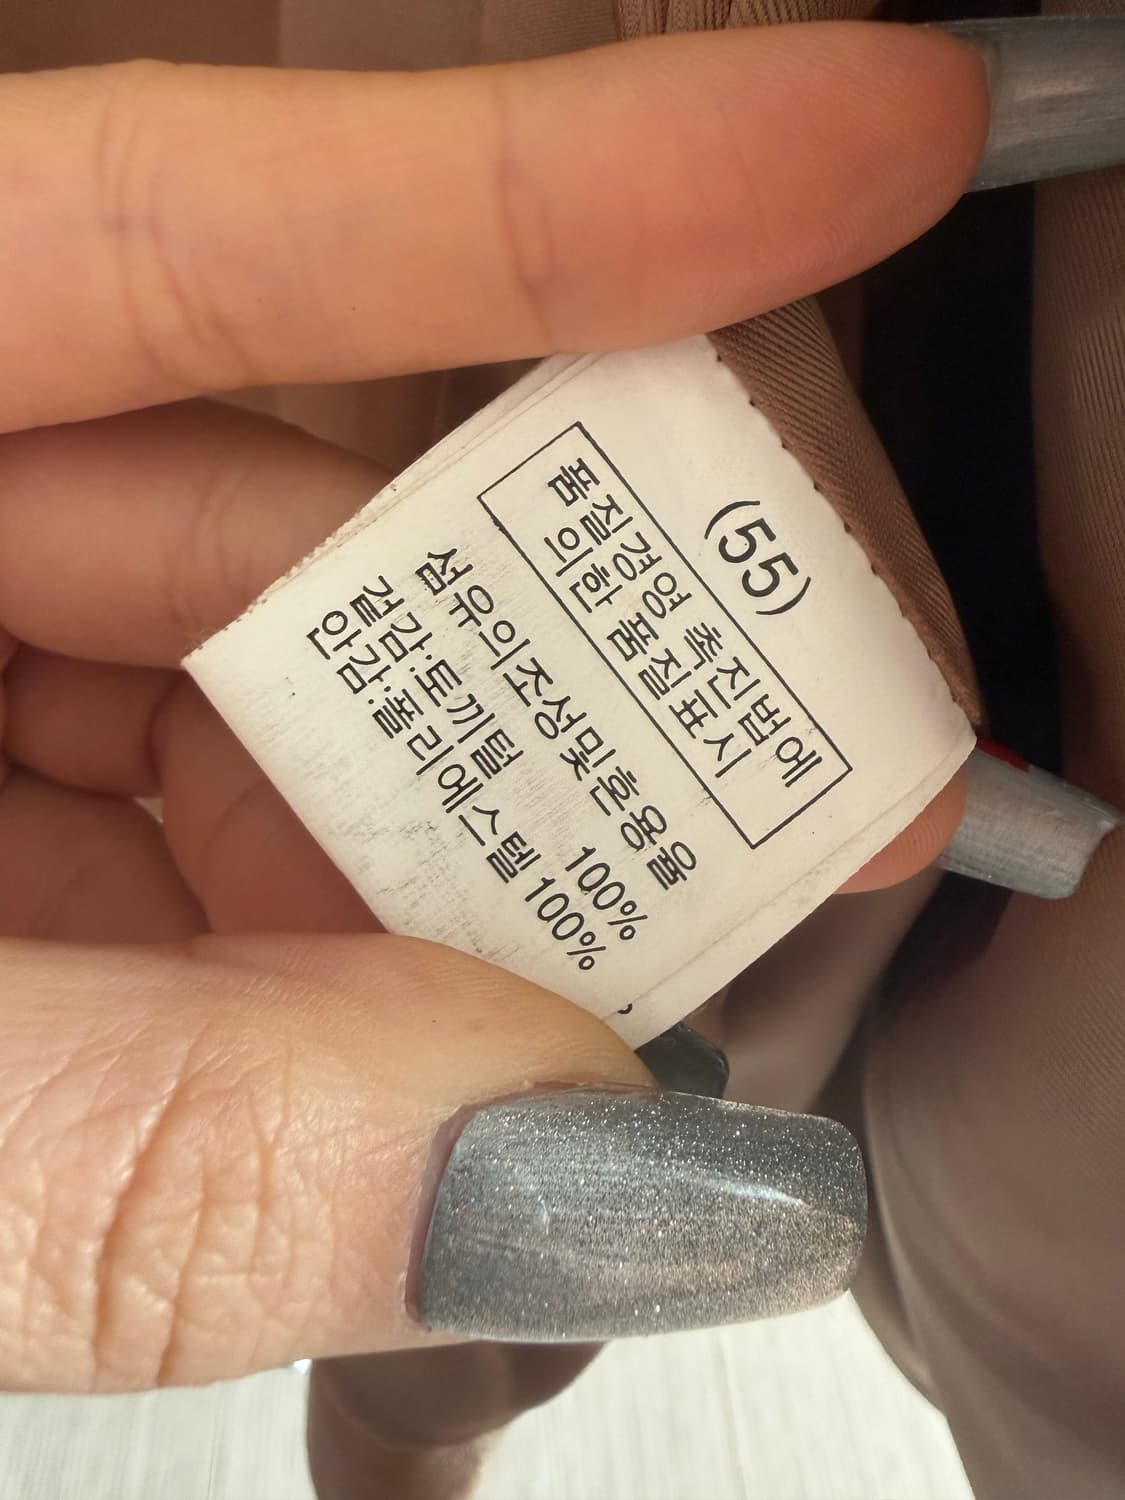 (55)
품질경영 촉진법에
의한 품질표시
섬유의조성및혼용율
겉감:토끼털 100%
안감:폴리에스텔 100%